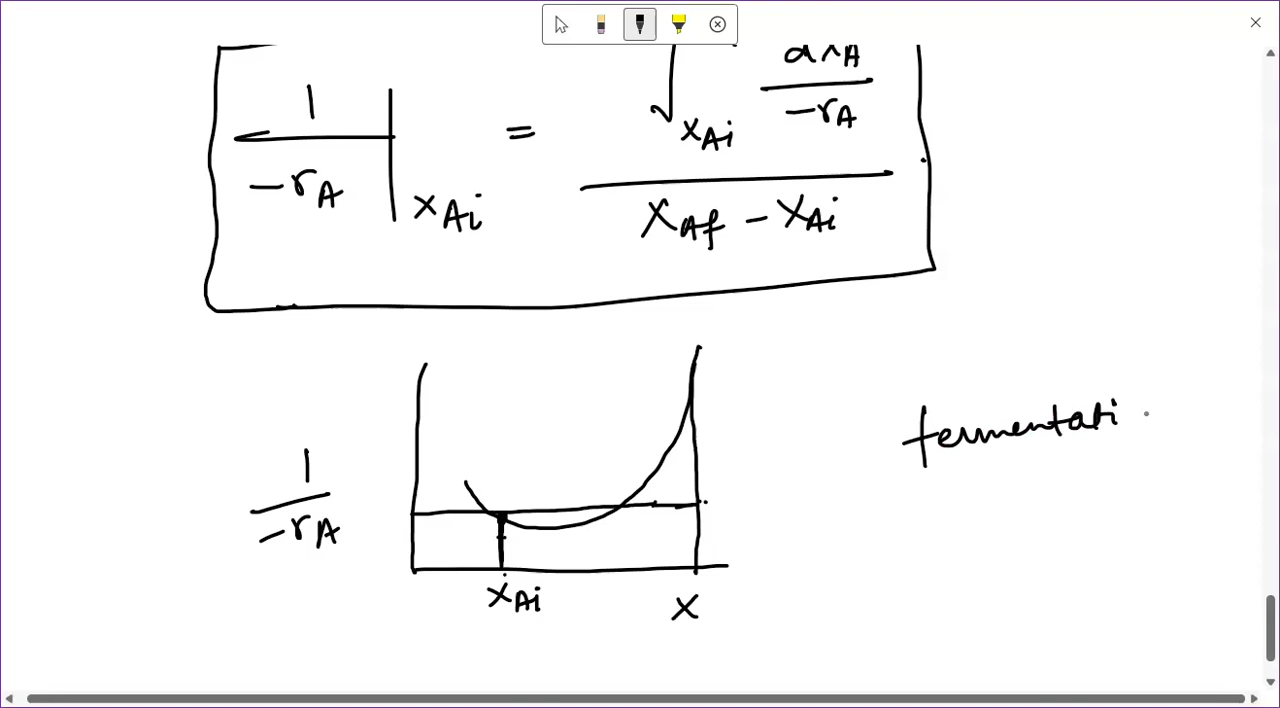 1/-rA | xAi = ∫xAi dxA/-rA / XAf - XAi
1/-rA
fermentati
xAi
X